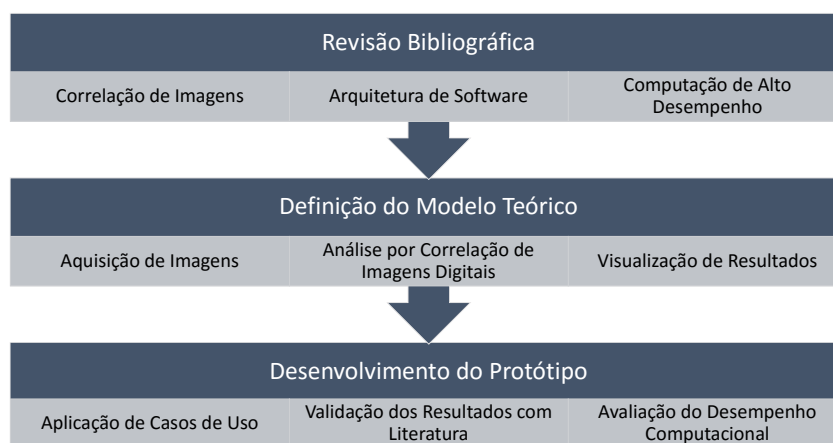 Revisão Bibliográfica
Correlação de Imagens
Arquitetura de Software
Computação de Alto
Desempenho
Definição do Modelo Teórico
Aquisição de Imagens
Análise por Correlação de
Imagens Digitais
Visualização de Resultados
Desenvolvimento do Protótipo
Aplicação de Casos de Uso
Validação dos Resultados com
Literatura
Avaliação do Desempenho
Computacional